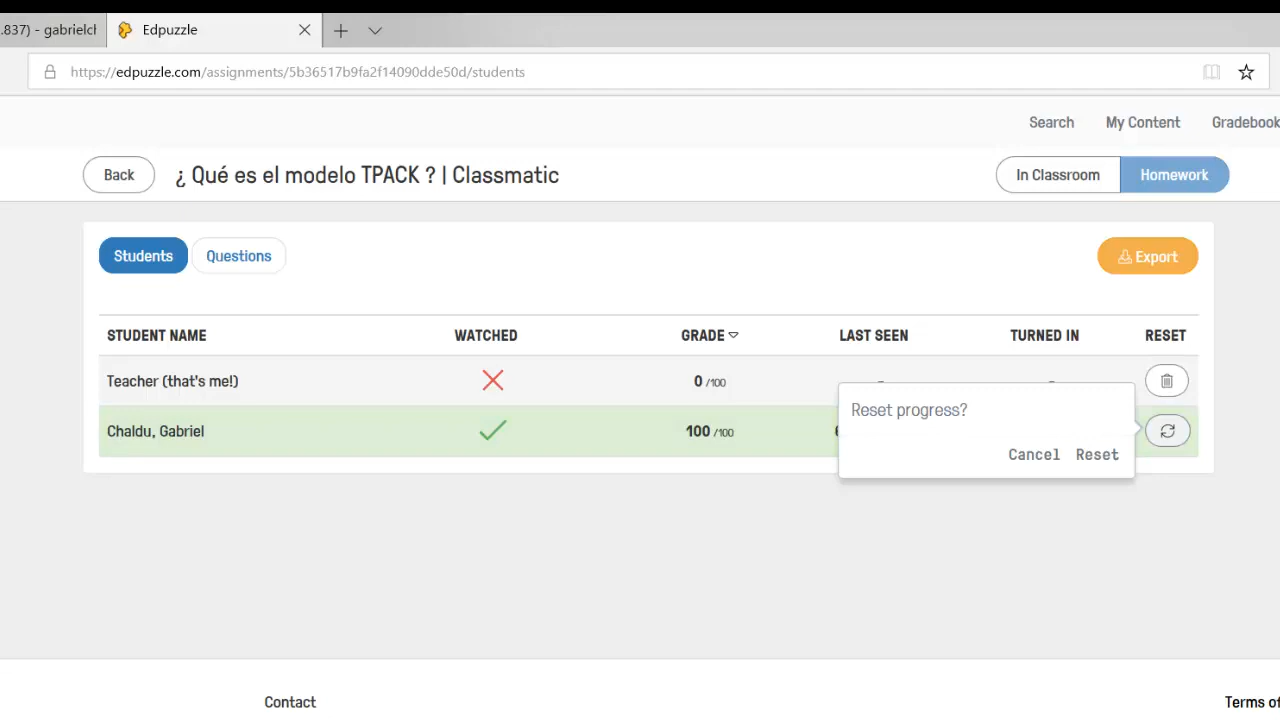 .837) - gabrielcl
Edpuzzle
https://edpuzzle.com/assignments/5b36517b9fa2f14090dde50d/students
Search My Content Gradebook
Back ¿ Qué es el modelo TPACK ? | Classmatic In Classroom Homework
Students Questions Export
STUDENT NAME WATCHED GRADE LAST SEEN TURNED IN RESET
Teacher (that's me!) 0 /100 - -
Chaldu, Gabriel 100 /100
Reset progress?
Cancel Reset
Contact Terms of